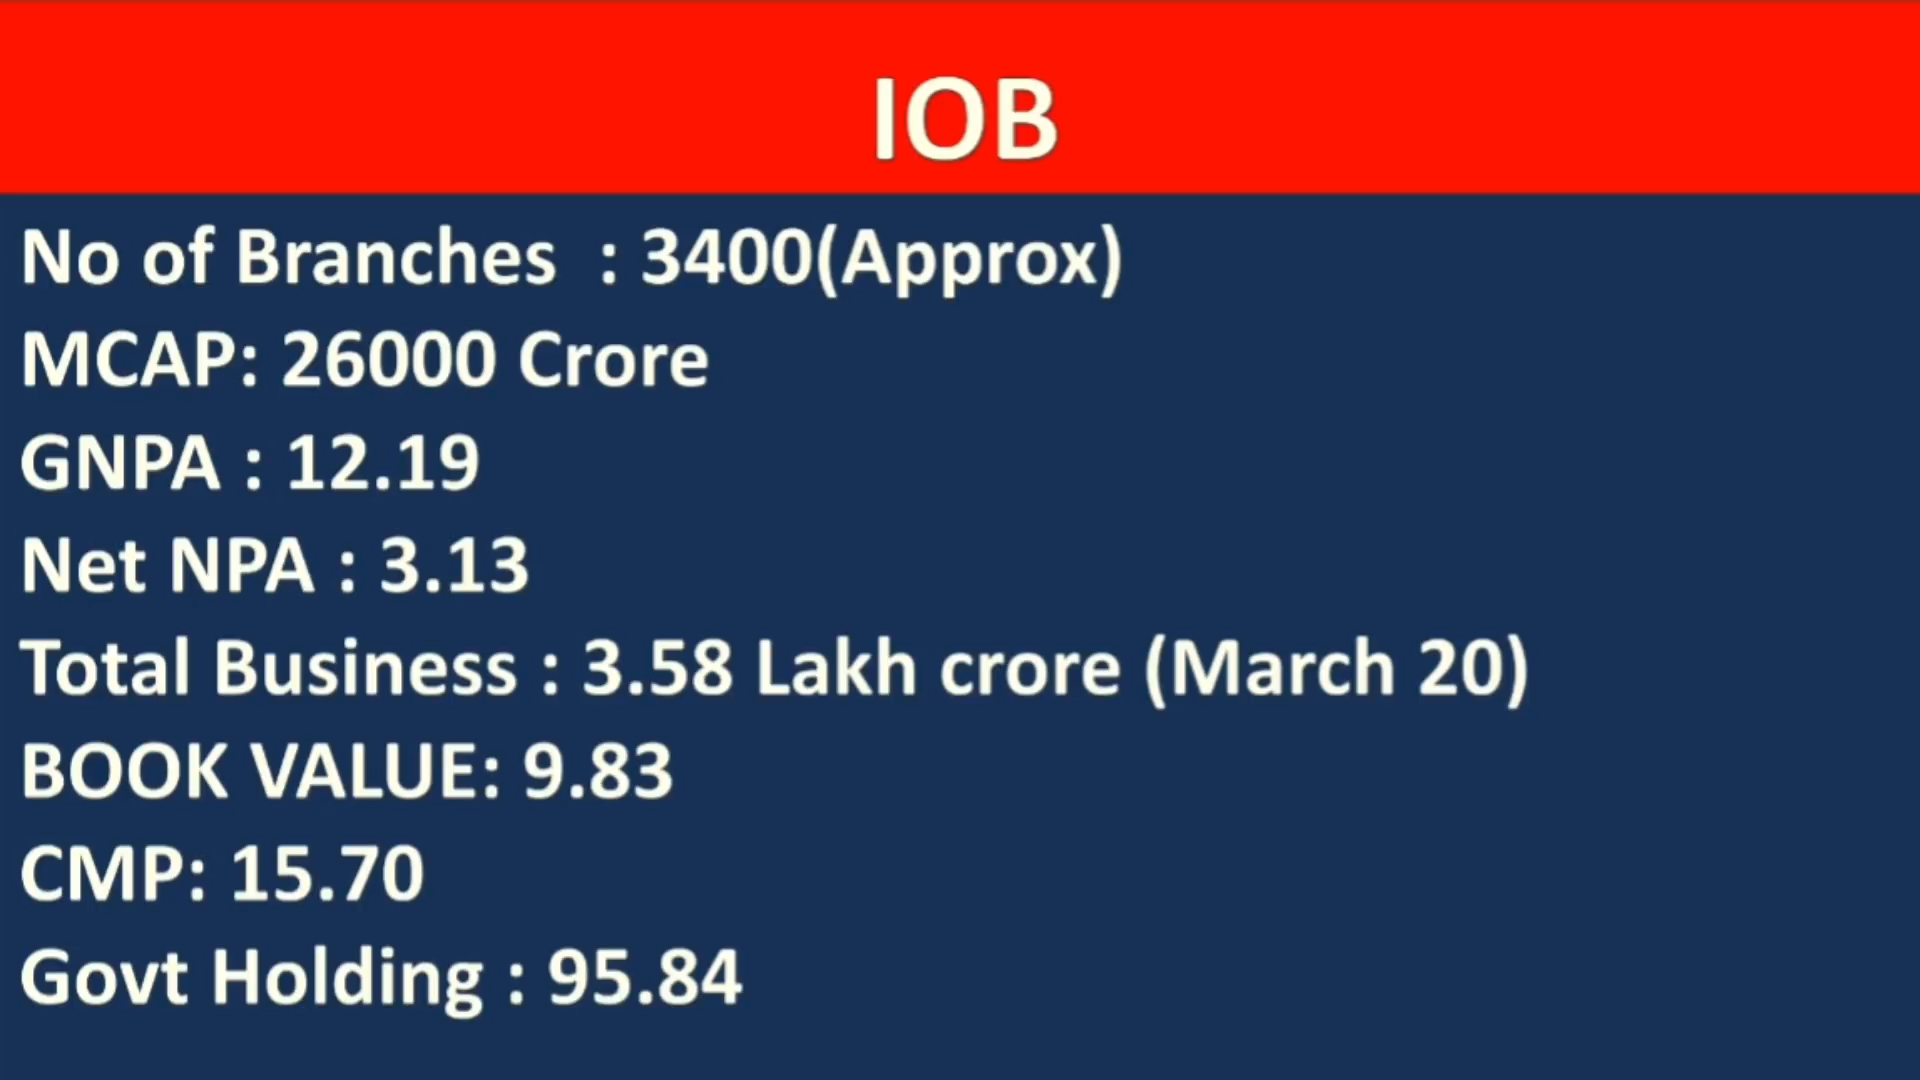 IOB
No of Branches : 3400(Approx)
MCAP: 26000 Crore
GNPA : 12.19
Net NPA : 3.13
Total Business : 3.58 Lakh crore (March 20)
BOOK VALUE: 9.83
CMP: 15.70
Govt Holding : 95.84